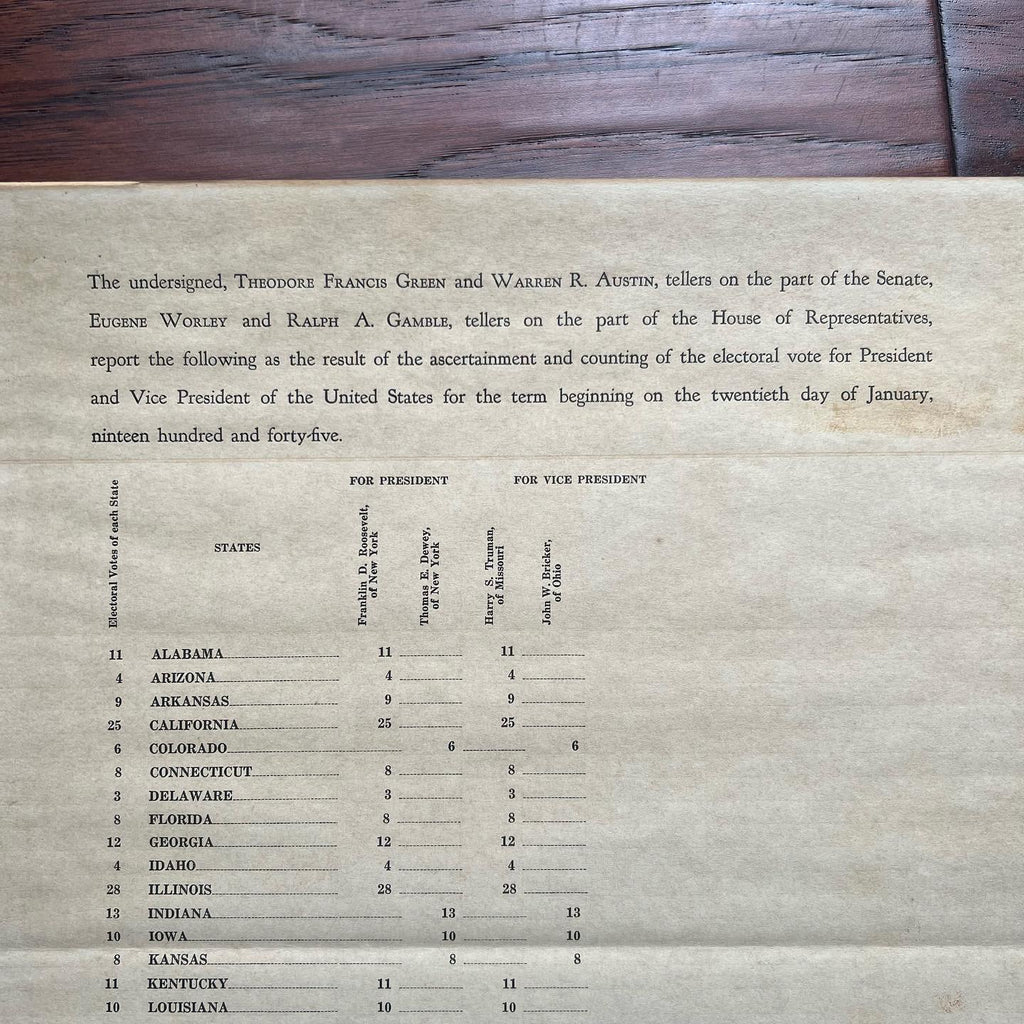 The undersigned, Theodore Francis Green and Warren R. Austin, tellers on the part of the Senate,
Eugene Worley and Ralph A. Gamble, tellers on the part of the House of Representatives,
report the following as the result of the ascertainment and counting of the electoral vote for President
and Vice President of the United States for the term beginning on the twentieth day of January,
ninteen hundred and forty-five.
FOR PRESIDENT FOR VICE PRESIDENT
Electoral Votes of each State
STATES
Franklin D. Roosevelt,
of New York
Thomas E. Dewey,
of New York
Harry S. Truman,
of Missouri
John W. Bricker,
of Ohio
11 ALABAMA 11 11
4 ARIZONA 4 4
9 ARKANSAS 9 9
25 CALIFORNIA 25 25
6 COLORADO 6 6
8 CONNECTICUT 8 8
3 DELAWARE 3 3
8 FLORIDA 8 8
12 GEORGIA 12 12
4 IDAHO 4 4
28 ILLINOIS 28 28
13 INDIANA 13 13
10 IOWA 10 10
8 KANSAS 8 8
11 KENTUCKY 11 11
10 LOUISIANA 10 10